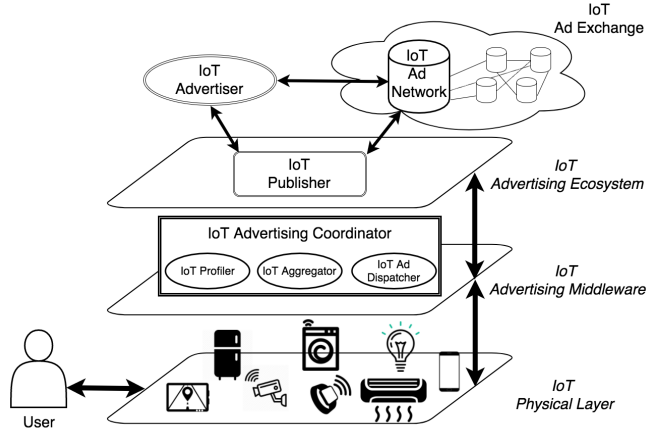 IoT
Ad Exchange
IoT
Ad
Network
IoT
Advertiser
IoT
Publisher
IoT
Advertising Ecosystem
IoT Advertising Coordinator
IoT Profiler
IoT Aggregator
IoT Ad
Dispatcher
IoT
Advertising Middleware
IoT
Physical Layer
User